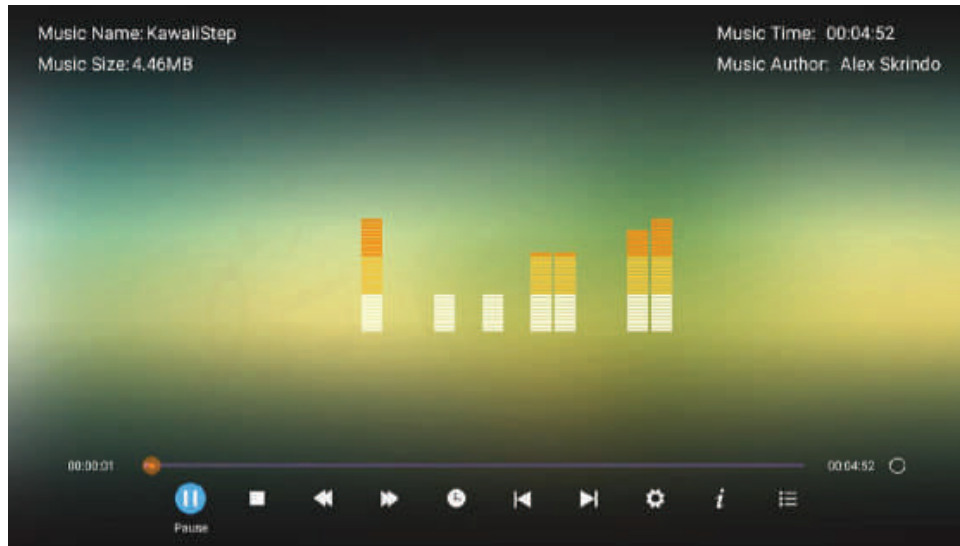 Music Name: KawaiiStep
Music Time: 00:04:52
Music Size: 4.46MB
Music Author: Alex Skrindo
00:00:01
00:04:52
Pause